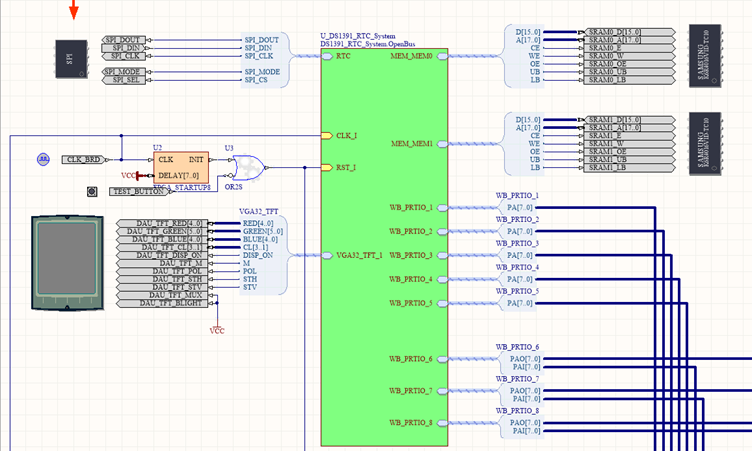 U_DS1391_RTC_System
DS1391_RTC_System.OpenBus
SPI
SPI_DOUT
SPI_DIN
SPI_CLK
SPI_MODE
SPI_SEL
SPI_DOUT
SPI_DIN
SPI_CLK
SPI_MODE
SPI_CS
RTC
MEM_MEM0
D[15..0]
A[17..0]
CE
WE
OE
UB
LB
SRAM0_D[15..0]
SRAM0_A[17..0]
SRAM0_E
SRAM0_W
SRAM0_OE
SRAM0_UB
SRAM0_LB
SAMSUNG
MEM_MEM1
D[15..0]
A[17..0]
CE
WE
OE
UB
LB
SRAM1_D[15..0]
SRAM1_A[17..0]
SRAM1_E
SRAM1_W
SRAM1_OE
SRAM1_UB
SRAM1_LB
SAMSUNG
CLK_I
RST_I
CLK_BRD
U2
CLK
INIT
DELAY[7..0]
FPGA_STARTUP8
VCC
TEST_BUTTON
U3
OR2S
DAU_TFT_RED[4..0]
DAU_TFT_GREEN[5..0]
DAU_TFT_BLUE[4..0]
DAU_TFT_CL[3..1]
DAU_TFT_DISP_ON
DAU_TFT_M
DAU_TFT_POL
DAU_TFT_STH
DAU_TFT_STV
DAU_TFT_MUX
DAU_TFT_BLIGHT
VCC
VGA32_TFT
RED[4..0]
GREEN[5..0]
BLUE[4..0]
CL[3..1]
DISP_ON
M
POL
STH
STV
VGA32_TFT_1
WB_PRTIO_1
WB_PRTIO_2
WB_PRTIO_3
WB_PRTIO_4
WB_PRTIO_5
WB_PRTIO_6
WB_PRTIO_7
WB_PRTIO_8
WB_PRTIO_1
PA[7..0]
WB_PRTIO_2
PA[7..0]
WB_PRTIO_3
PA[7..0]
WB_PRTIO_4
PA[7..0]
WB_PRTIO_5
PA[7..0]
WB_PRTIO_6
PAO[7..0]
PAI[7..0]
WB_PRTIO_7
PAO[7..0]
PAI[7..0]
WB_PRTIO_8
PAO[7..0]
PAI[7..0]